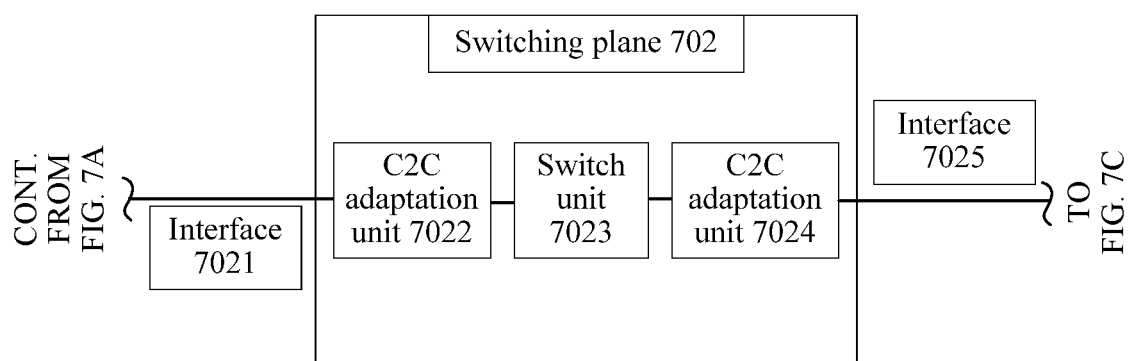 Switching plane 702
CONT.
FROM
FIG. 7A
Interface
7021
C2C
adaptation
unit 7022
Switch
unit
7023
C2C
adaptation
unit 7024
Interface
7025
TO
FIG. 7C